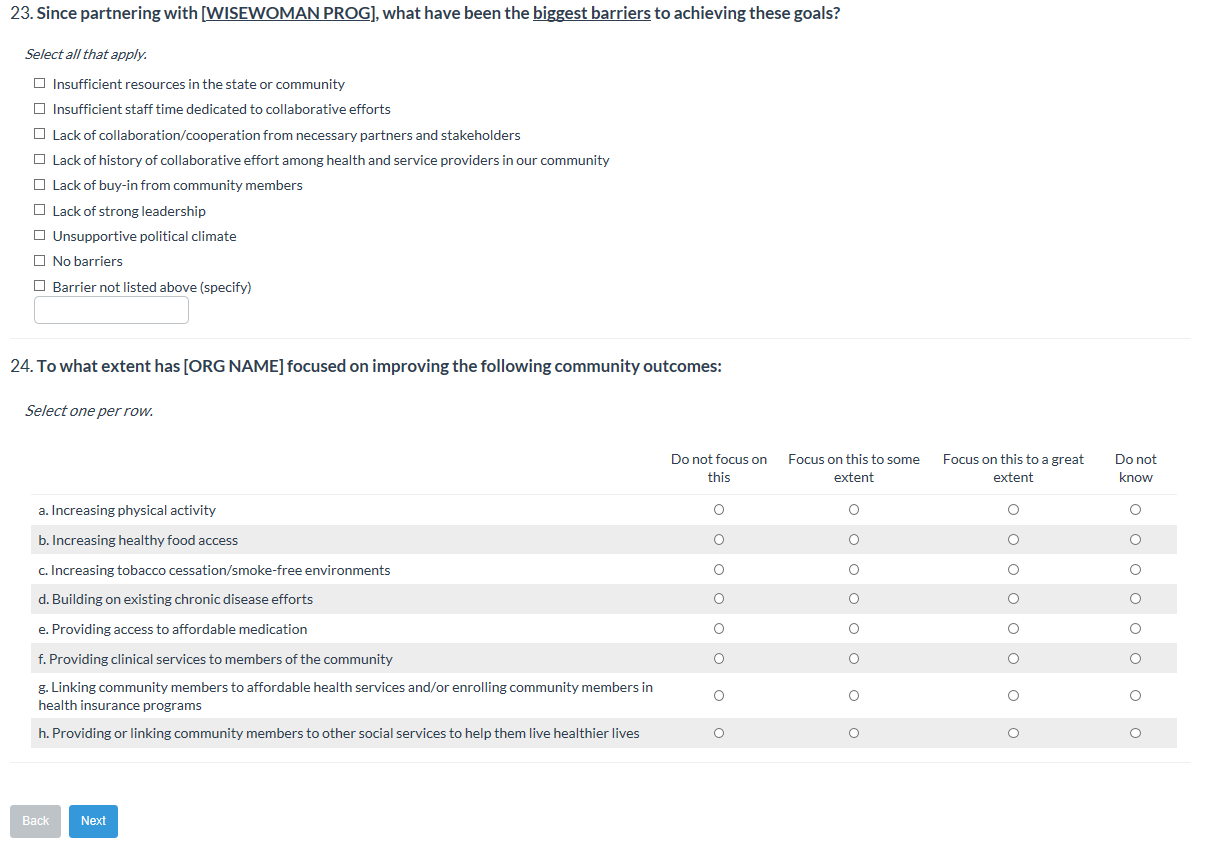 23. Since partnering with [WISEWOMAN PROG], what have been the biggest barriers to achieving these goals?
Select all that apply.
Insufficient resources in the state or community
Insufficient staff time dedicated to collaborative efforts
Lack of collaboration/cooperation from necessary partners and stakeholders
Lack of history of collaborative effort among health and service providers in our community
Lack of buy-in from community members
Lack of strong leadership
Unsupportive political climate
No barriers
Barrier not listed above (specify)
24. To what extent has [ORG NAME] focused on improving the following community outcomes:
Select one per row.
Do not focus on this
Focus on this to some extent
Focus on this to a great extent
Do not know
a. Increasing physical activity
b. Increasing healthy food access
c. Increasing tobacco cessation/smoke-free environments
d. Building on existing chronic disease efforts
e. Providing access to affordable medication
f. Providing clinical services to members of the community
g. Linking community members to affordable health services and/or enrolling community members in
health insurance programs
h. Providing or linking community members to other social services to help them live healthier lives
Back
Next